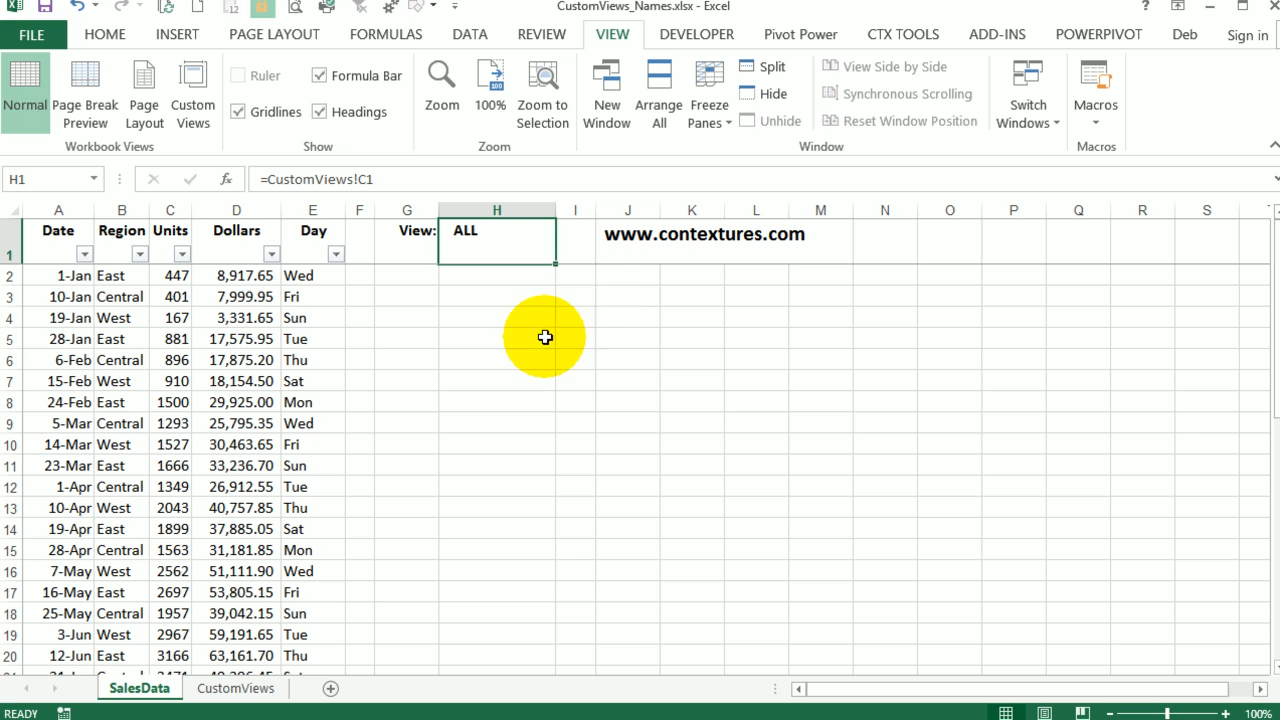 12
CustomViews_Names.xlsx - Excel
?
FILE HOME INSERT PAGE LAYOUT FORMULAS DATA REVIEW VIEW DEVELOPER Pivot Power CTX TOOLS ADD-INS POWERPIVOT Deb Sign in
Normal
Page Break Preview
Page Layout
Custom Views
Workbook Views
Ruler
Formula Bar
Gridlines
Headings
Show
Zoom
100
100%
Zoom to Selection
Zoom
New Window
Arrange All
Freeze Panes
Split
Hide
Unhide
View Side by Side
Synchronous Scrolling
Reset Window Position
Switch Windows
Window
Macros
Macros
H1 fx =CustomViews!C1
A B C D E F G H I J K L M N O P Q R S
1 Date Region Units Dollars Day View: ALL www.contextures.com
2 1-Jan East 447 8,917.65 Wed
3 10-Jan Central 401 7,999.95 Fri
4 19-Jan West 167 3,331.65 Sun
5 28-Jan East 881 17,575.95 Tue
6 6-Feb Central 896 17,875.20 Thu
7 15-Feb West 910 18,154.50 Sat
8 24-Feb East 1500 29,925.00 Mon
9 5-Mar Central 1293 25,795.35 Wed
10 14-Mar West 1527 30,463.65 Fri
11 23-Mar East 1666 33,236.70 Sun
12 1-Apr Central 1349 26,912.55 Tue
13 10-Apr West 2043 40,757.85 Thu
14 19-Apr East 1899 37,885.05 Sat
15 28-Apr Central 1563 31,181.85 Mon
16 7-May West 2562 51,111.90 Wed
17 16-May East 2697 53,805.15 Fri
18 25-May Central 1957 39,042.15 Sun
19 3-Jun West 2967 59,191.65 Tue
20 12-Jun East 3166 63,161.70 Thu
SalesData CustomViews
READY 100%